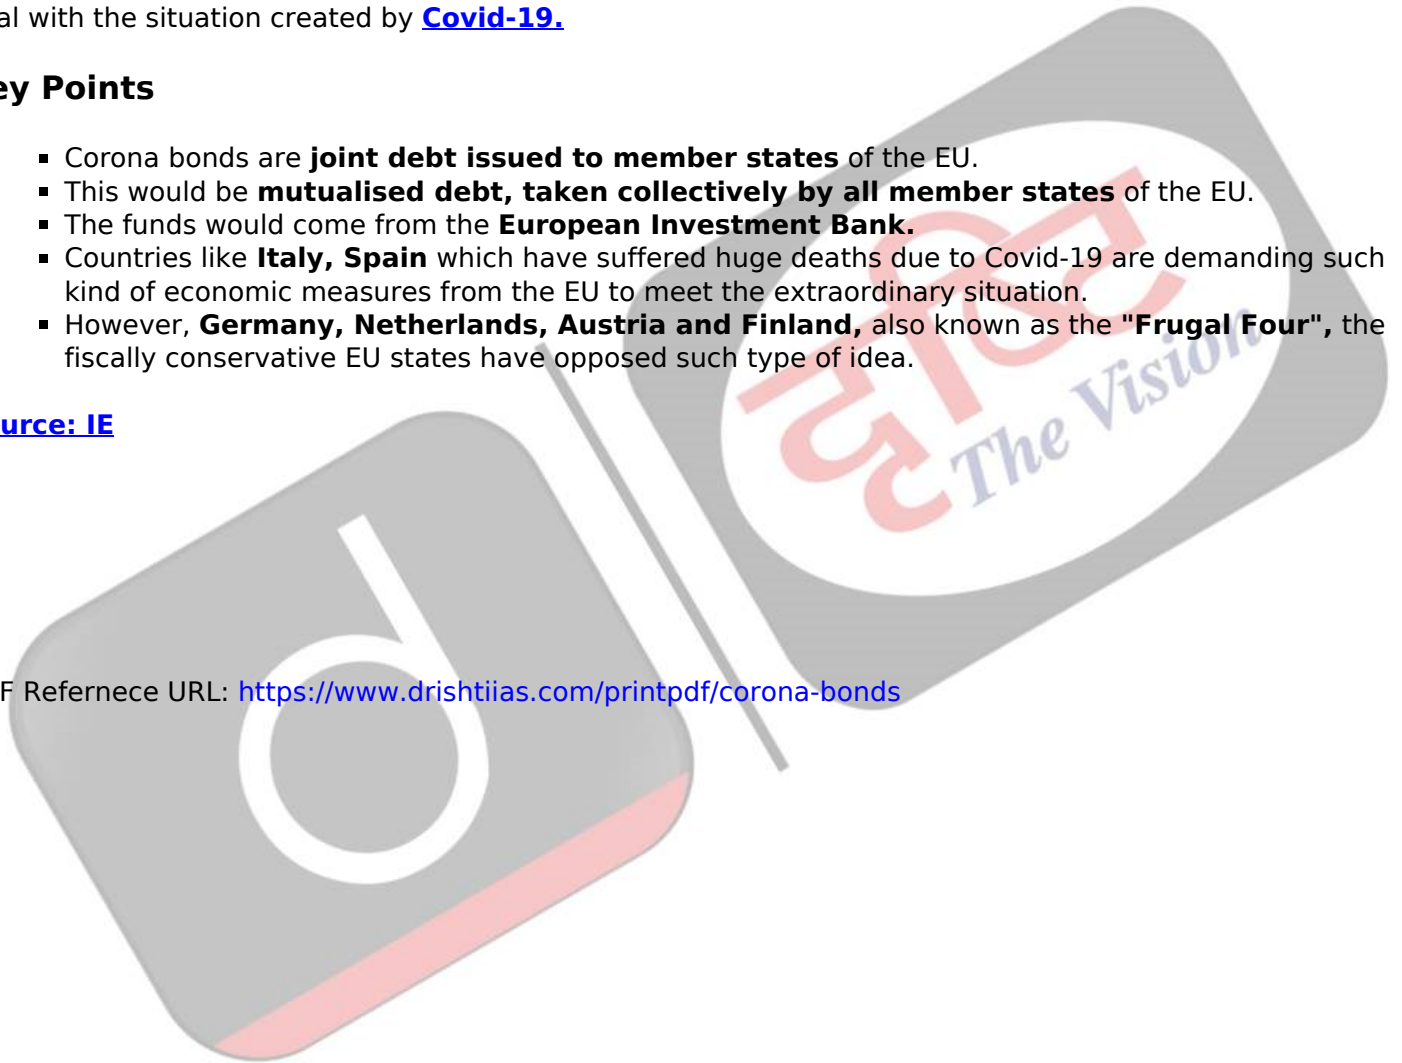 al with the situation created by Covid-19.
ey Points
▪ Corona bonds are joint debt issued to member states of the EU.
▪ This would be mutualised debt, taken collectively by all member states of the EU.
▪ The funds would come from the European Investment Bank.
▪ Countries like Italy, Spain which have suffered huge deaths due to Covid-19 are demanding such
kind of economic measures from the EU to meet the extraordinary situation.
▪ However, Germany, Netherlands, Austria and Finland, also known as the "Frugal Four", the
fiscally conservative EU states have opposed such type of idea.
urce: IE
दृष्टि
The Vision
d
F Refernece URL: https://www.drishtiias.com/printpdf/corona-bonds